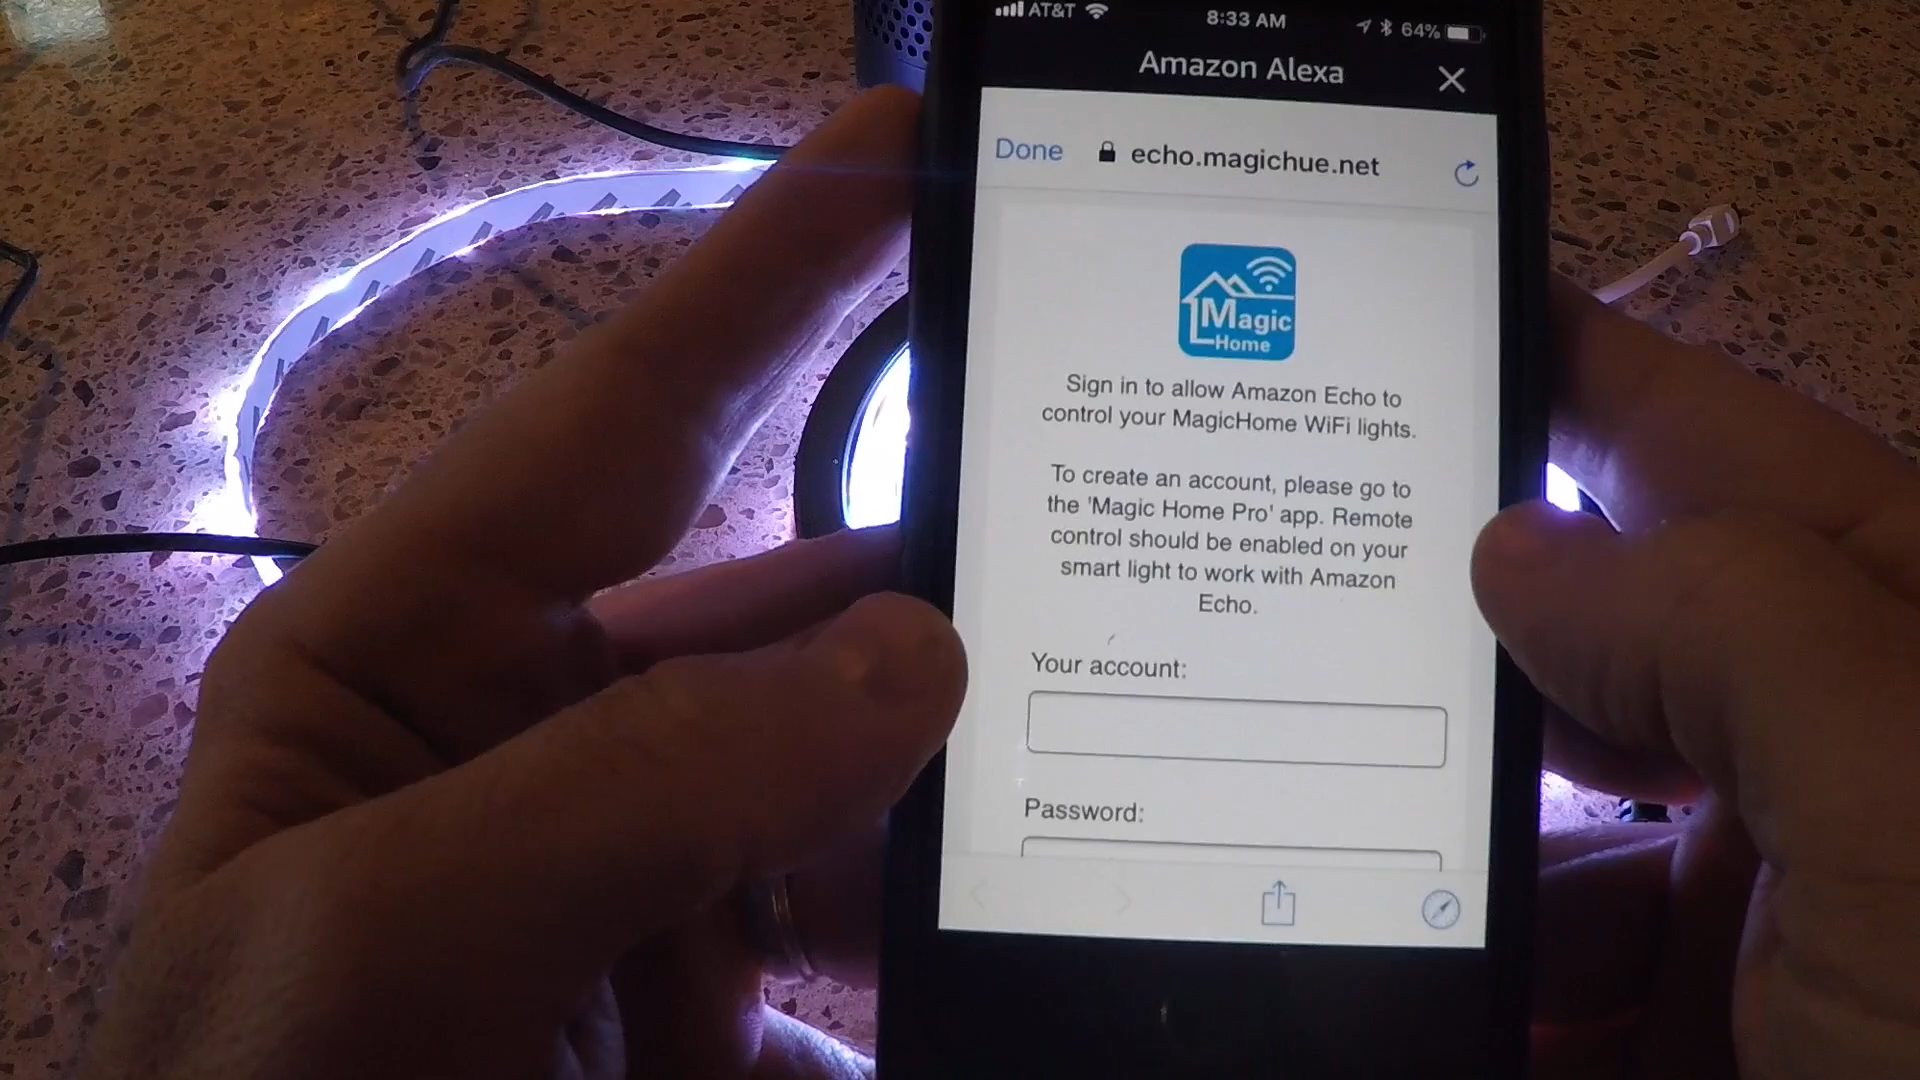 AT&T 8:33 AM 64%
Amazon Alexa
Done echo.magichue.net
Magic
Home
Sign in to allow Amazon Echo to
control your MagicHome WiFi lights.
To create an account, please go to
the 'Magic Home Pro' app. Remote
control should be enabled on your
smart light to work with Amazon
Echo.
Your account:
Password: